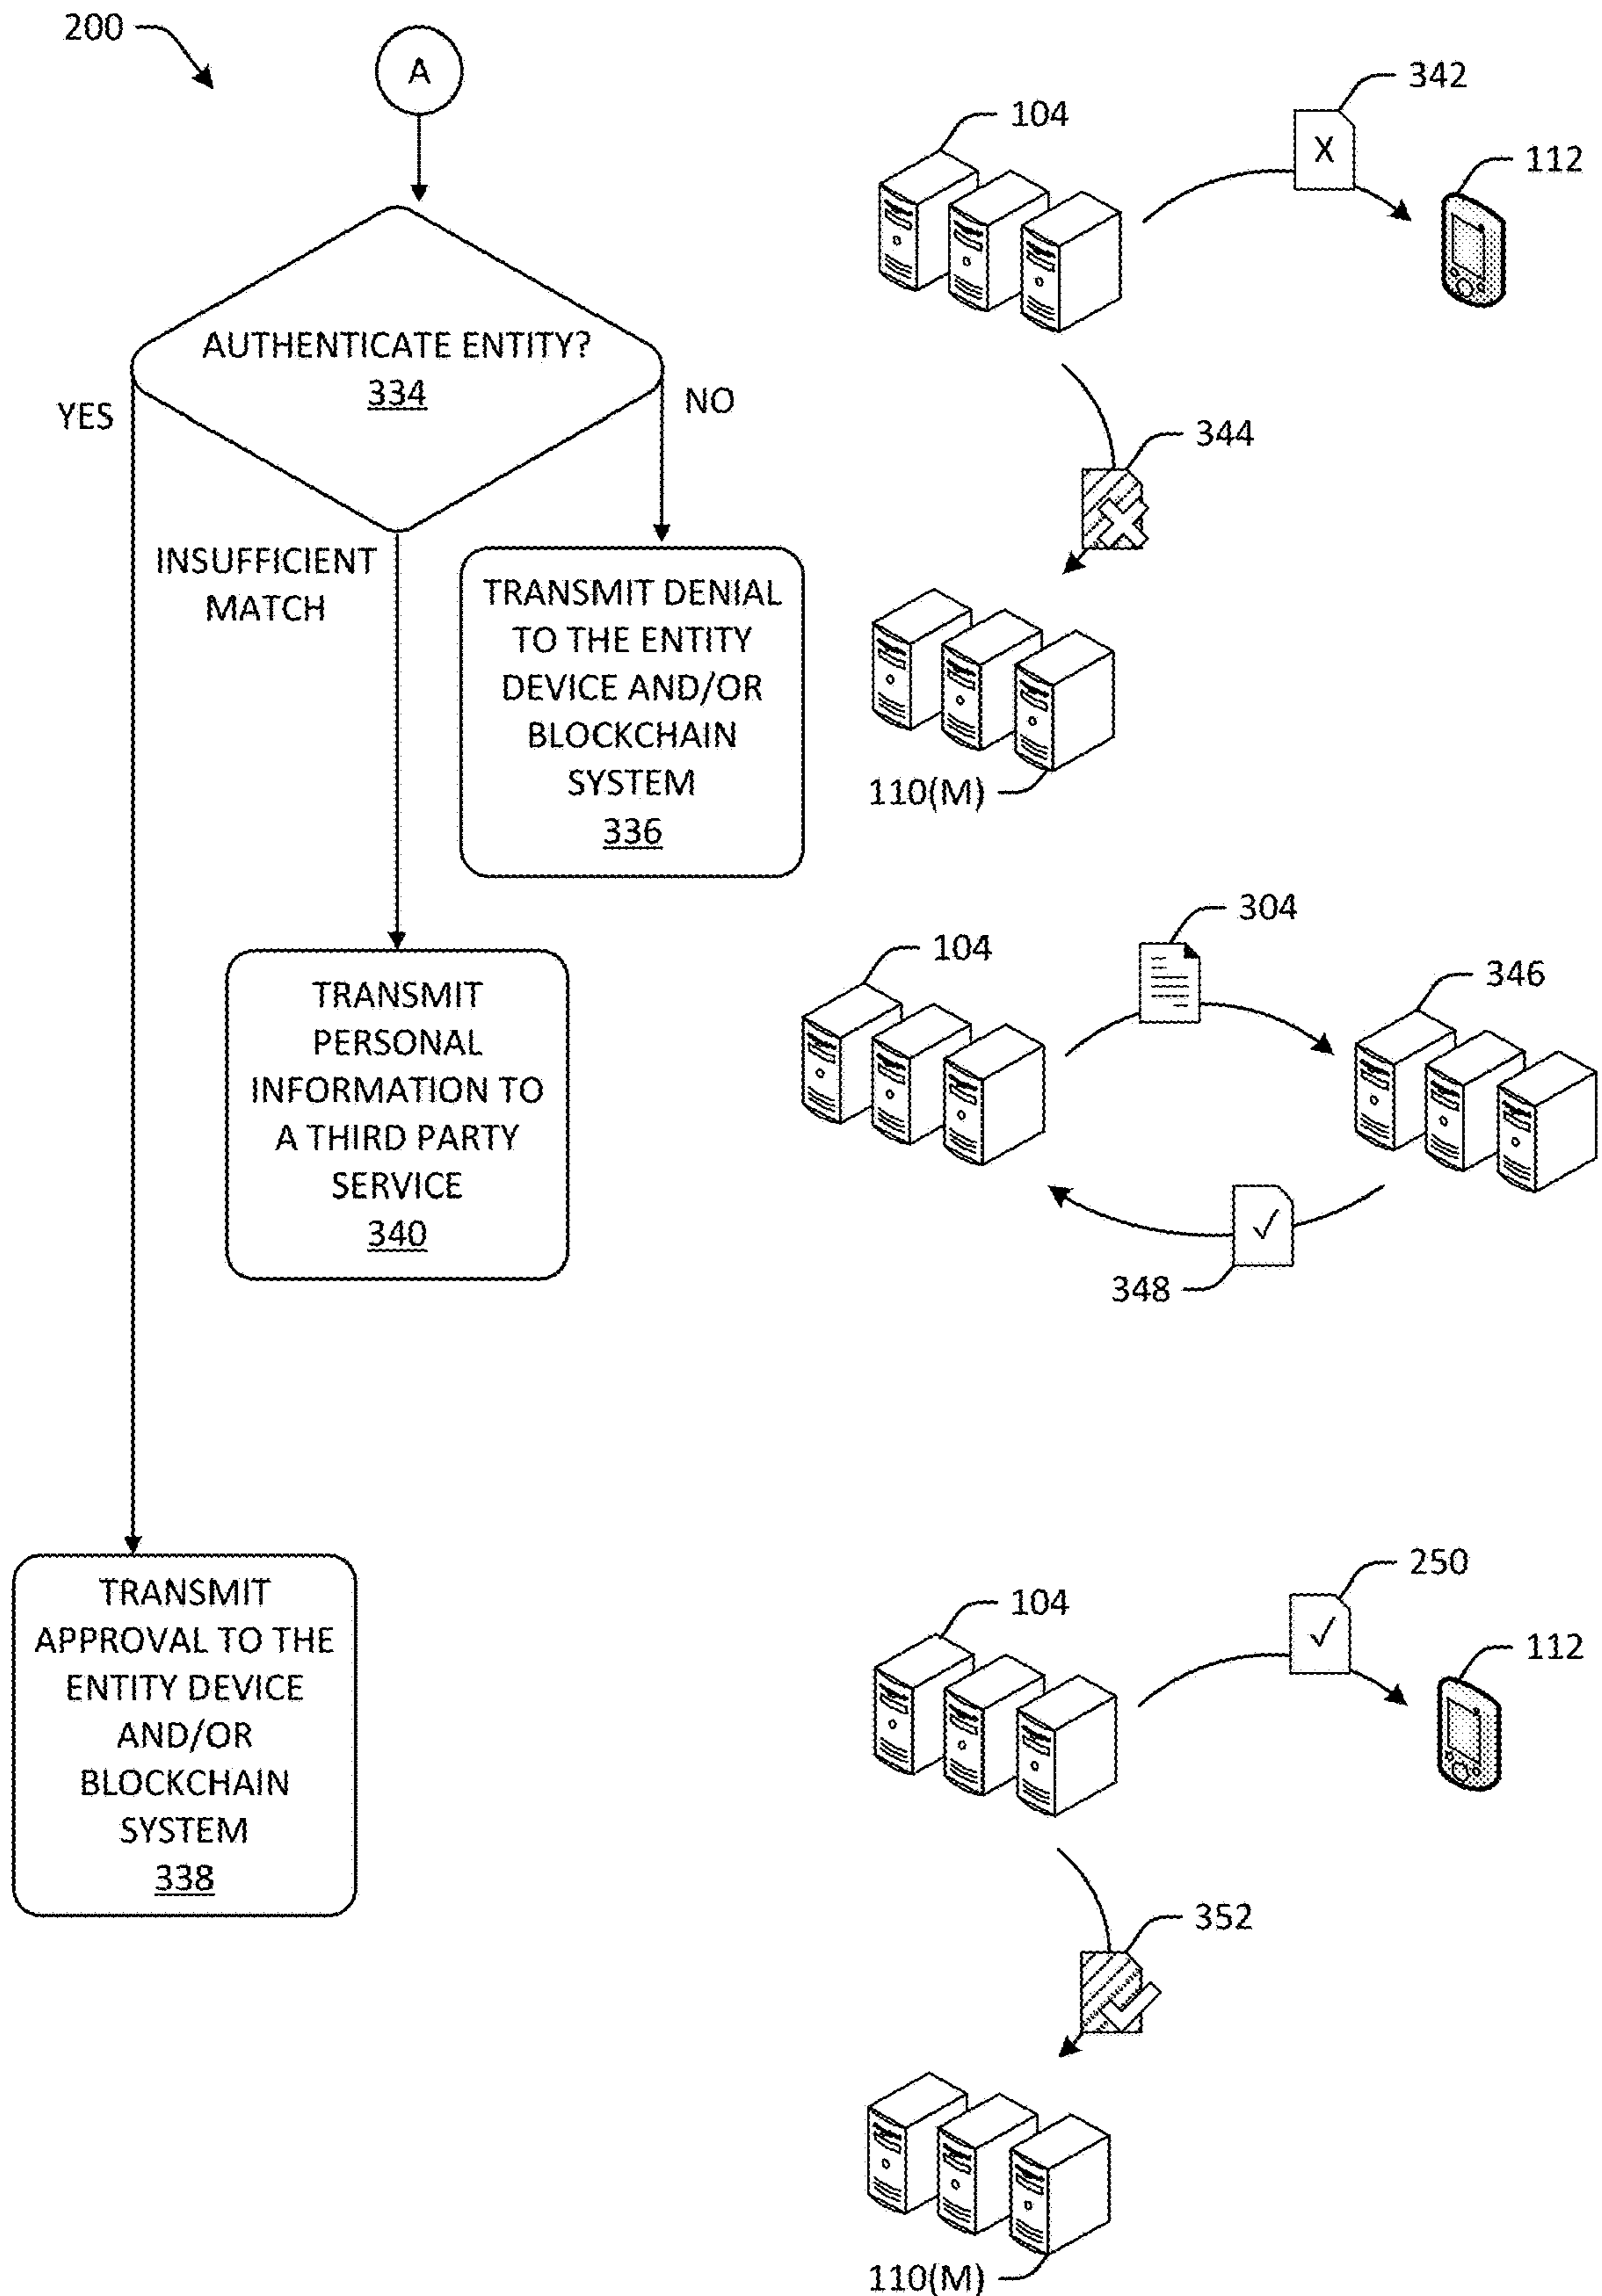 200
A
342
104
112
AUTHENTICATE ENTITY?
334
YES
NO
344
INSUFFICIENT
MATCH
TRANSMIT DENIAL
TO THE ENTITY
DEVICE AND/OR
BLOCKCHAIN
SYSTEM
336
X
110(M)
304
104
346
TRANSMIT
PERSONAL
INFORMATION TO
A THIRD PARTY
SERVICE
340
348
250
104
112
TRANSMIT
APPROVAL TO THE
ENTITY DEVICE
AND/OR
BLOCKCHAIN
SYSTEM
338
352
110(M)